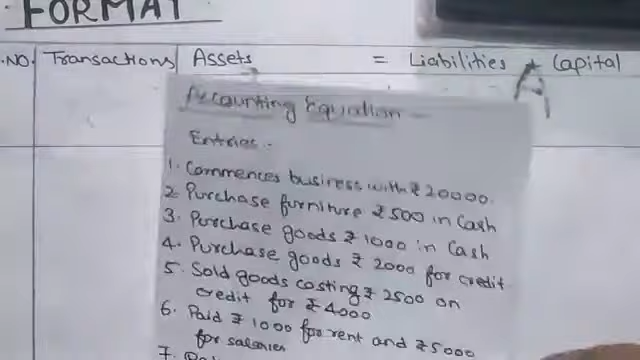 FORMAT
.NO. Transactions Assets = Liabilities + Capital
Accounting Equation -
Entries :-
1. Commences business with ₹ 20000.
2. Purchase furniture ₹ 500 in Cash
3. Purchase goods ₹ 1000 in Cash
4. Purchase goods ₹ 2000 for credit
5. Sold goods costing ₹ 2500 on
credit for ₹ 4000
6. Paid ₹ 1000 for rent and ₹ 5000
for salaries
7.